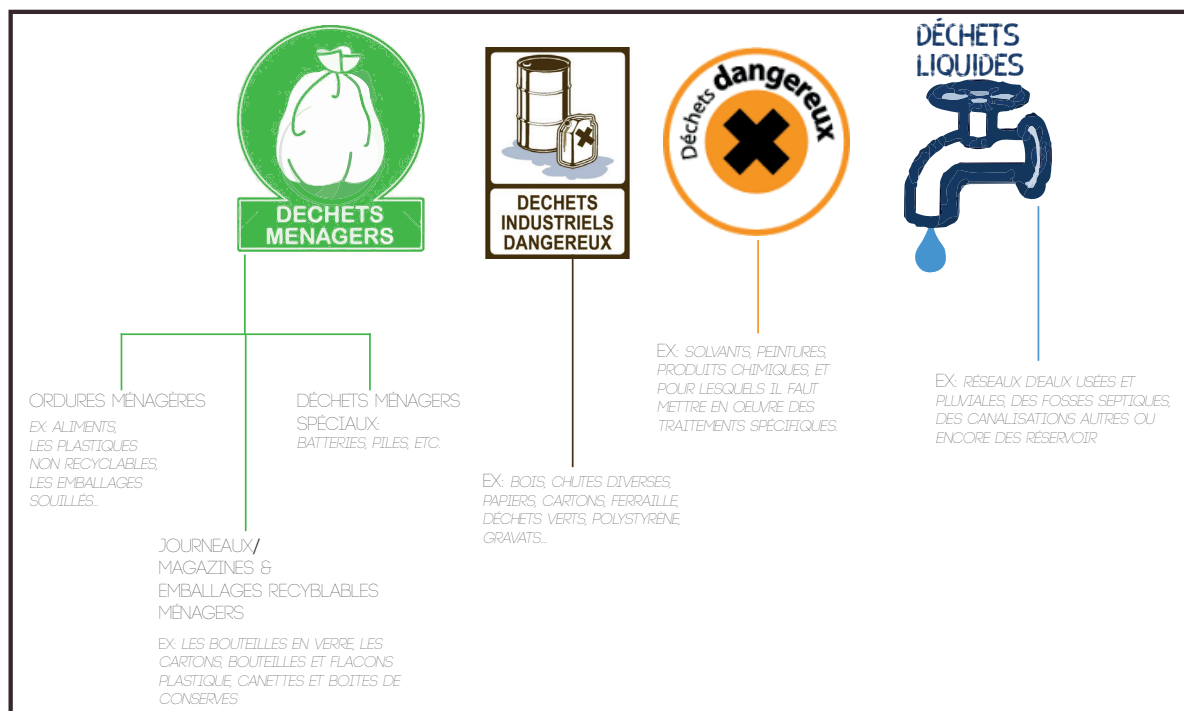 DECHETS
MENAGERS
DECHETS
INDUSTRIELS
DANGEREUX
Déchets dangereux
DÉCHETS
LIQUIDES
ORDURES MÉNAGÈRES
EX: ALIMENTS,
LES PLASTIQUES
NON RECYCLABLES,
LES EMBALLAGES
SOUILLÉS...
DÉCHETS MÉNAGERS
SPÉCIAUX:
BATTERIES, PILES, ETC.
JOURNEAUX/
MAGAZINES &
EMBALLAGES RECYBLABLES
MÉNAGERS
EX: LES BOUTEILLES EN VERRE, LES
CARTONS, BOUTEILLES ET FLACONS
PLASTIQUE, CANETTES ET BOITES DE
CONSERVES
EX: BOIS, CHUTES DIVERSES,
PAPIERS, CARTONS, FERRAILLE,
DÉCHETS VERTS, POLYSTYRÈNE,
GRAVATS...
EX: SOLVANTS, PEINTURES,
PRODUITS CHIMIQUES, ET
POUR LESQUELS IL FAUT
METTRE EN OEUVRE DES
TRAITEMENTS SPÉCIFIQUES.
EX: RÉSEAUX D'EAUX USÉES ET
PLUVIALES, DES FOSSES SEPTIQUES,
DES CANALISATIONS AUTRES OU
ENCORE DES RÉSERVOIR